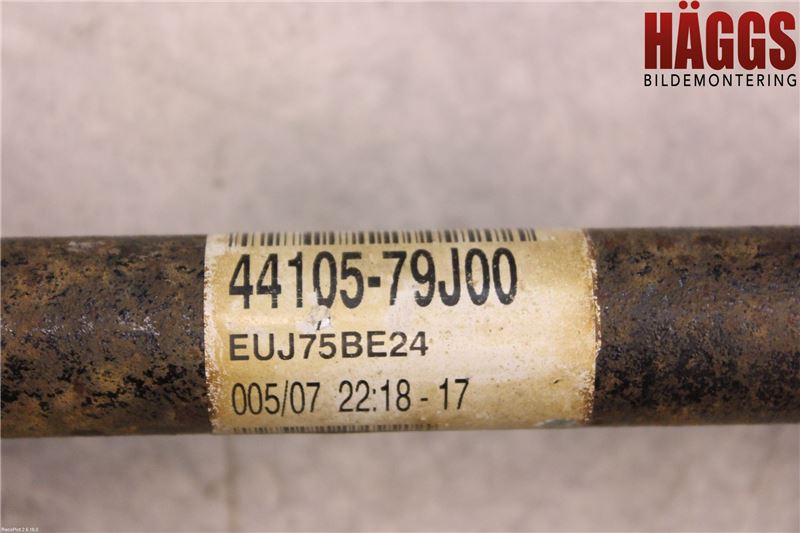 HÄGGS
BILDEMONTERING
44105-79J00
EUJ75BE24
005/07 22:18 - 17